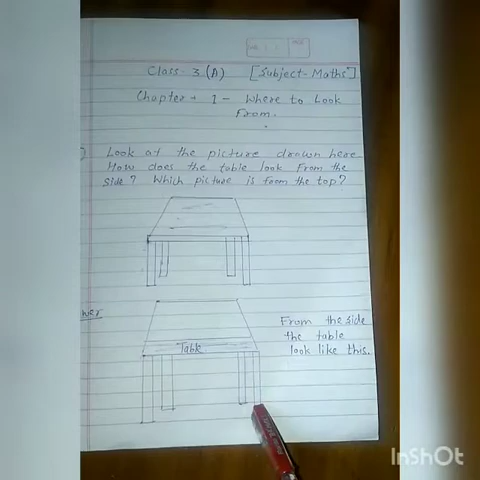 Class - 3 (A) [Subject - Maths]
Chapter - 1 - Where to Look
From.
Look at the picture drawn here
How does the table look from the
side? Which picture is from the top?
From the side
the table
look like this.
Table
InShOt